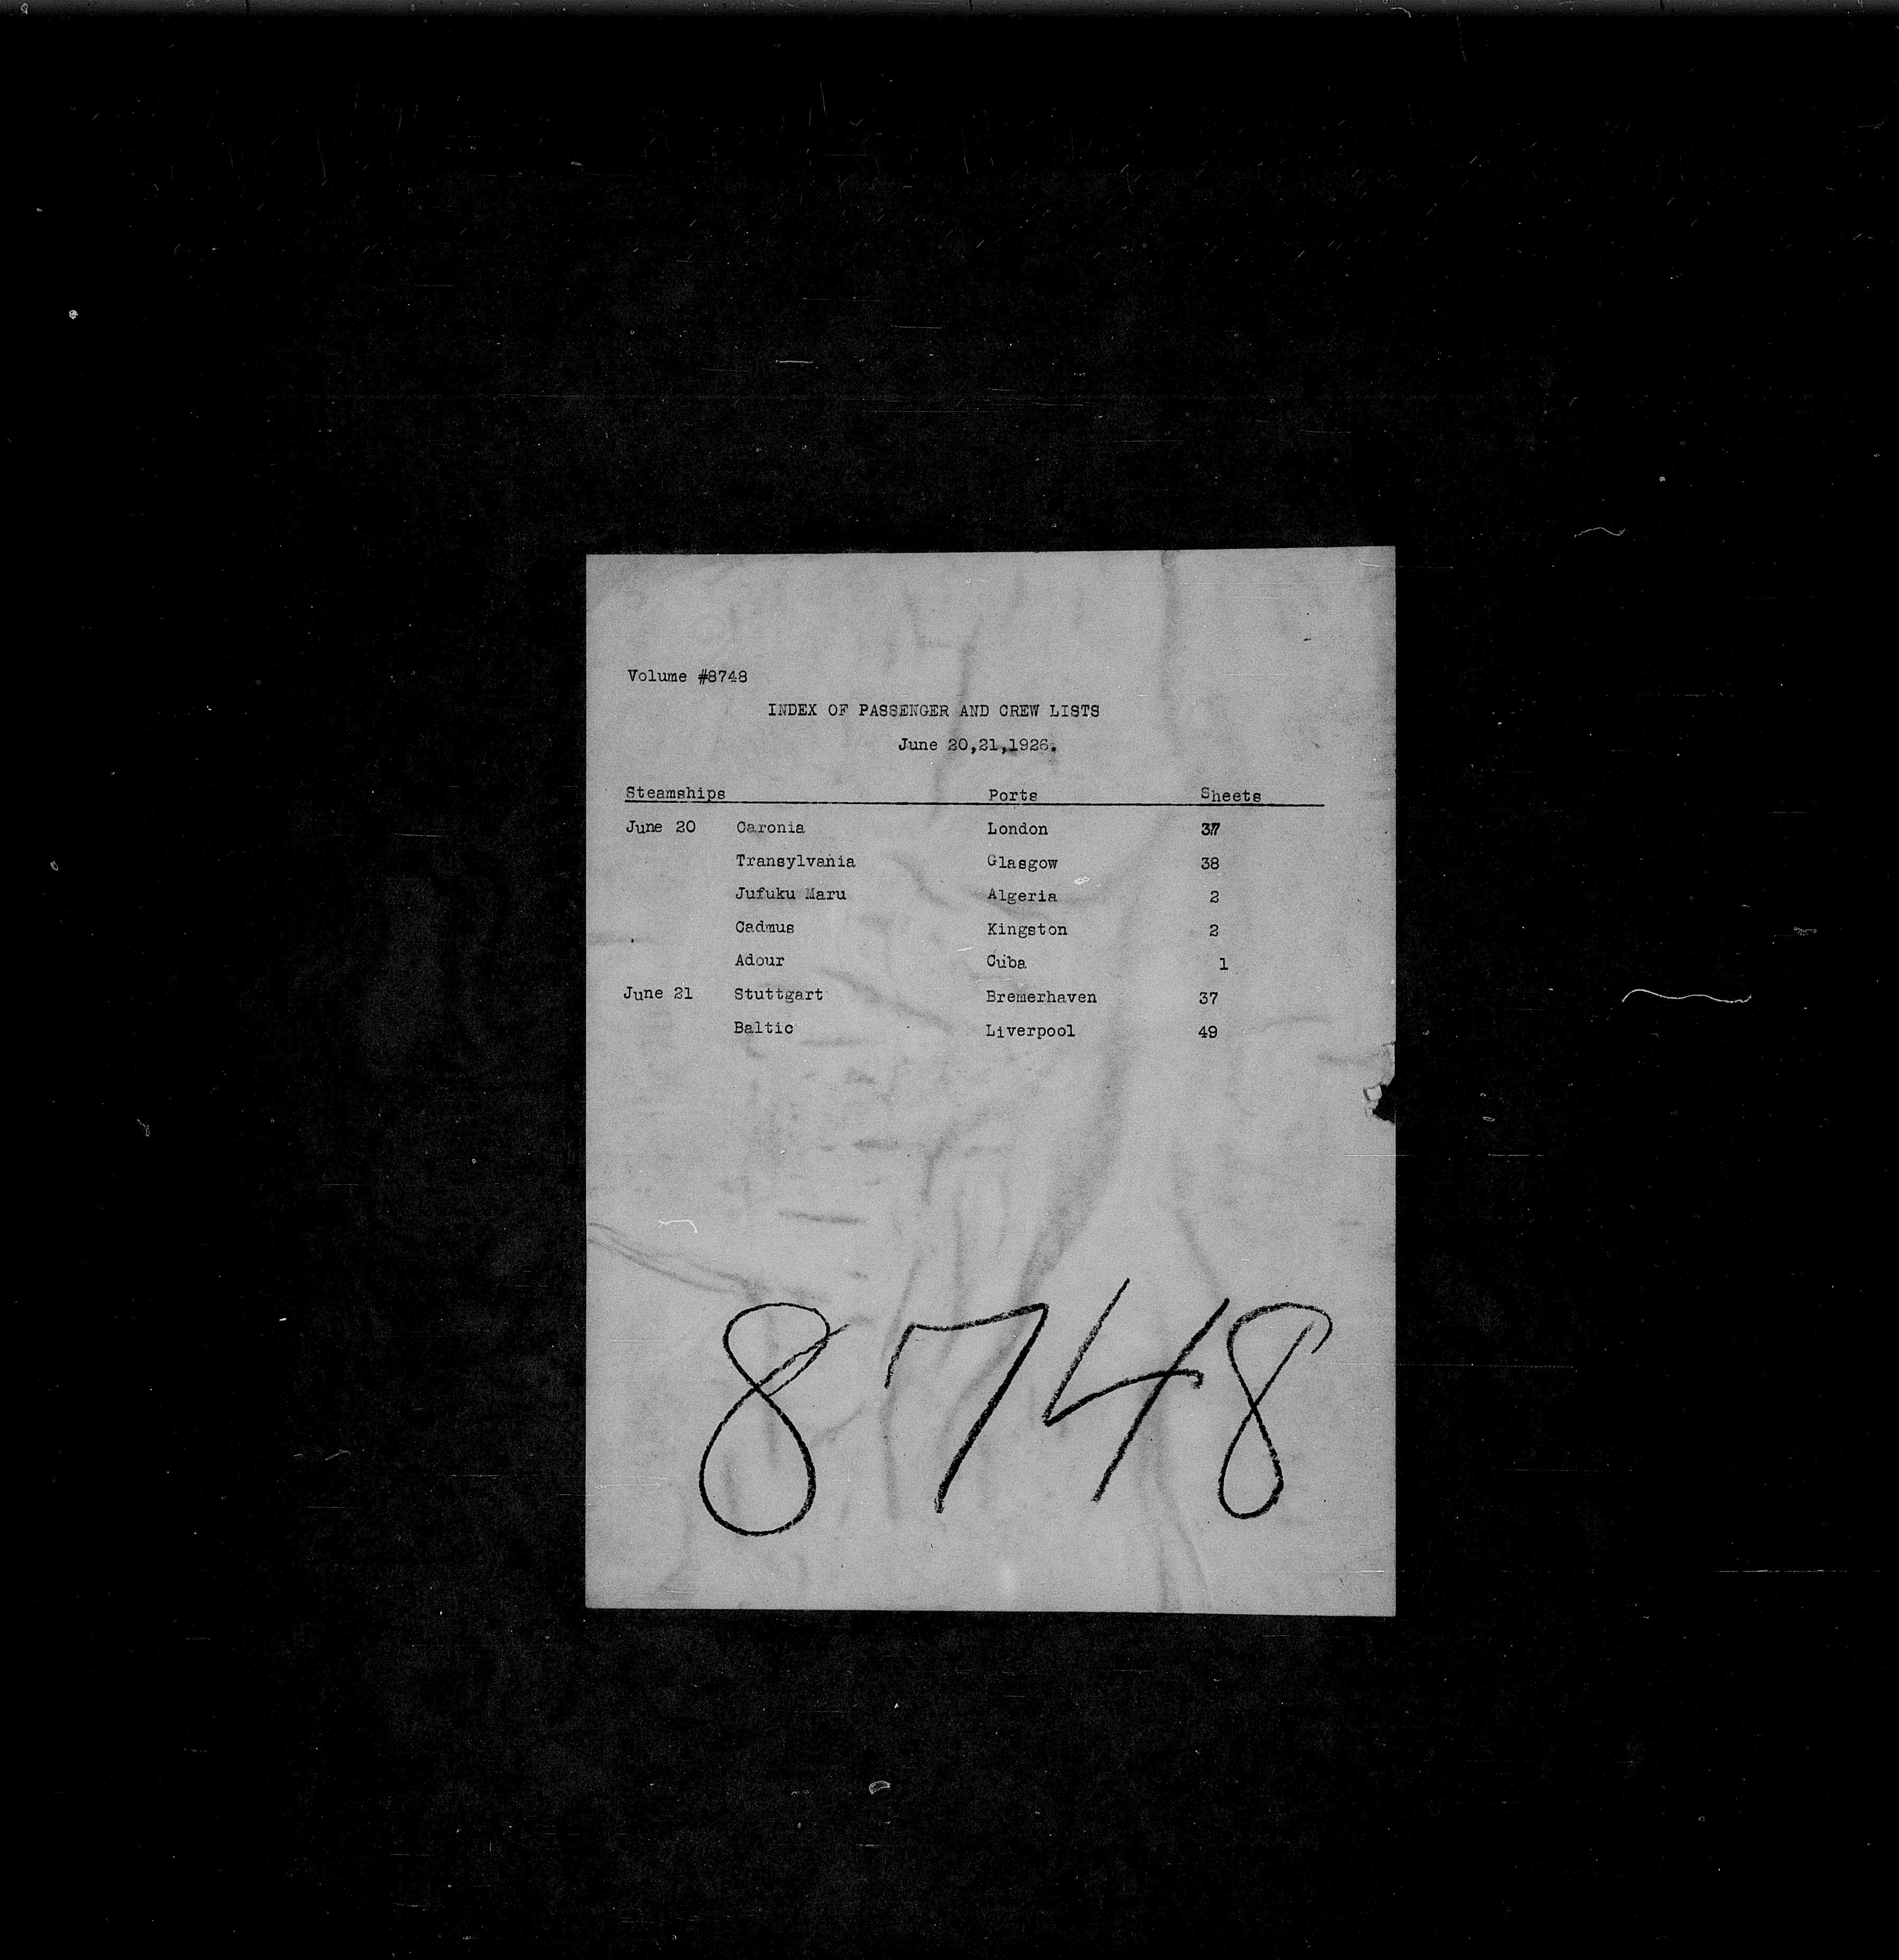 Volume #8748
INDEX OF PASSENGER AND CREW LISTS
June 20,21,1926.
Steamships Ports Sheets
June 20 Caronia London 37
Transylvania Glasgow 38
Jufuku Maru Algeria 2
Cadmus Kingston 2
Adour Cuba 1
June 21 Stuttgart Bremerhaven 37
Baltic Liverpool 49
8748